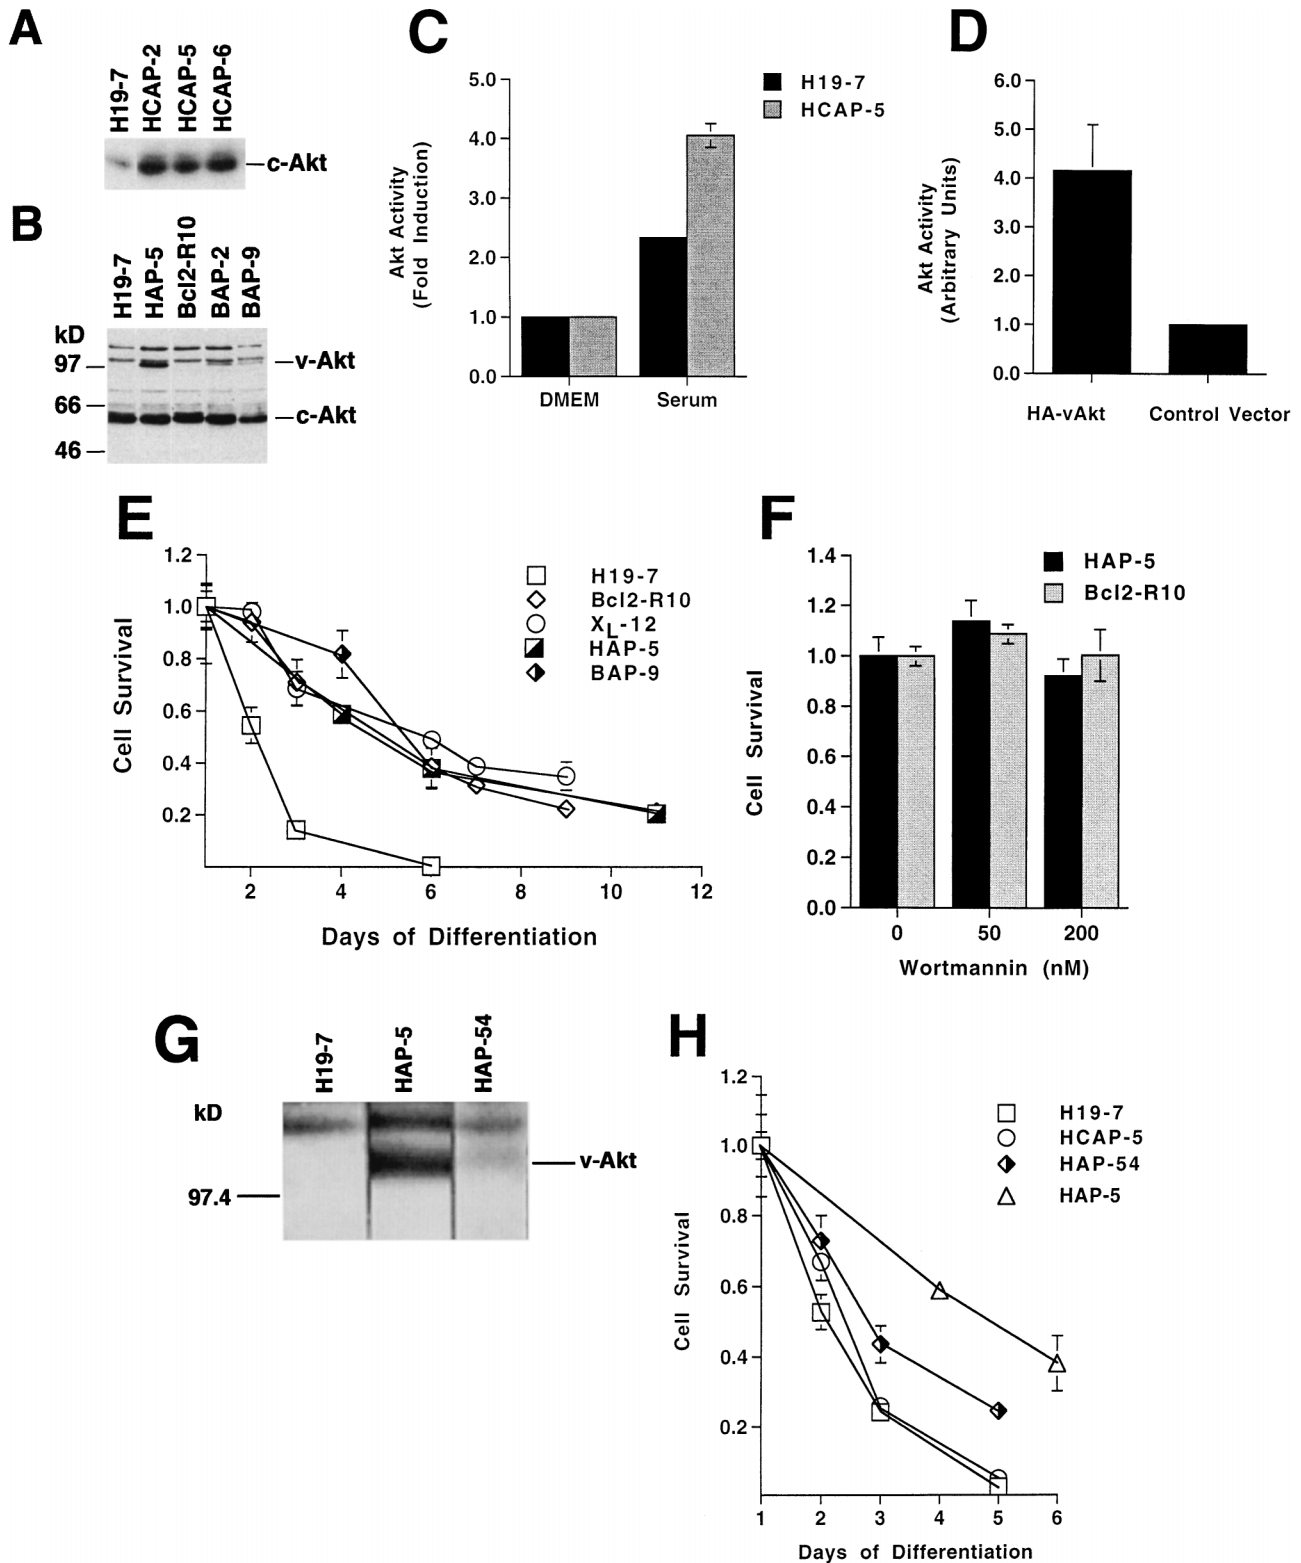 A
H19-7
HCAP-2
HCAP-5
HCAP-6
c-Akt
B
H19-7
HAP-5
Bcl2-R10
BAP-2
BAP-9
kD
97
66
46
v-Akt
c-Akt
C
Akt Activity
(Fold Induction)
5.0
4.0
3.0
2.0
1.0
0.0
DMEM
Serum
H19-7
HCAP-5
D
Akt Activity
(Arbitrary Units)
6.0
5.0
4.0
3.0
2.0
1.0
0.0
HA-vAkt
Control Vector
E
Cell Survival
1.2
1.0
0.8
0.6
0.4
0.2
2
4
6
8
10
12
Days of Differentiation
H19-7
Bcl2-R10
XL-12
HAP-5
BAP-9
F
Cell Survival
1.4
1.2
1.0
0.8
0.6
0.4
0.2
0.0
0
50
200
Wortmannin (nM)
HAP-5
Bcl2-R10
G
H19-7
HAP-5
HAP-54
kD
97.4
v-Akt
H
Cell Survival
1.2
1.0
0.8
0.6
0.4
0.2
1
2
3
4
5
6
Days of Differentiation
H19-7
HCAP-5
HAP-54
HAP-5